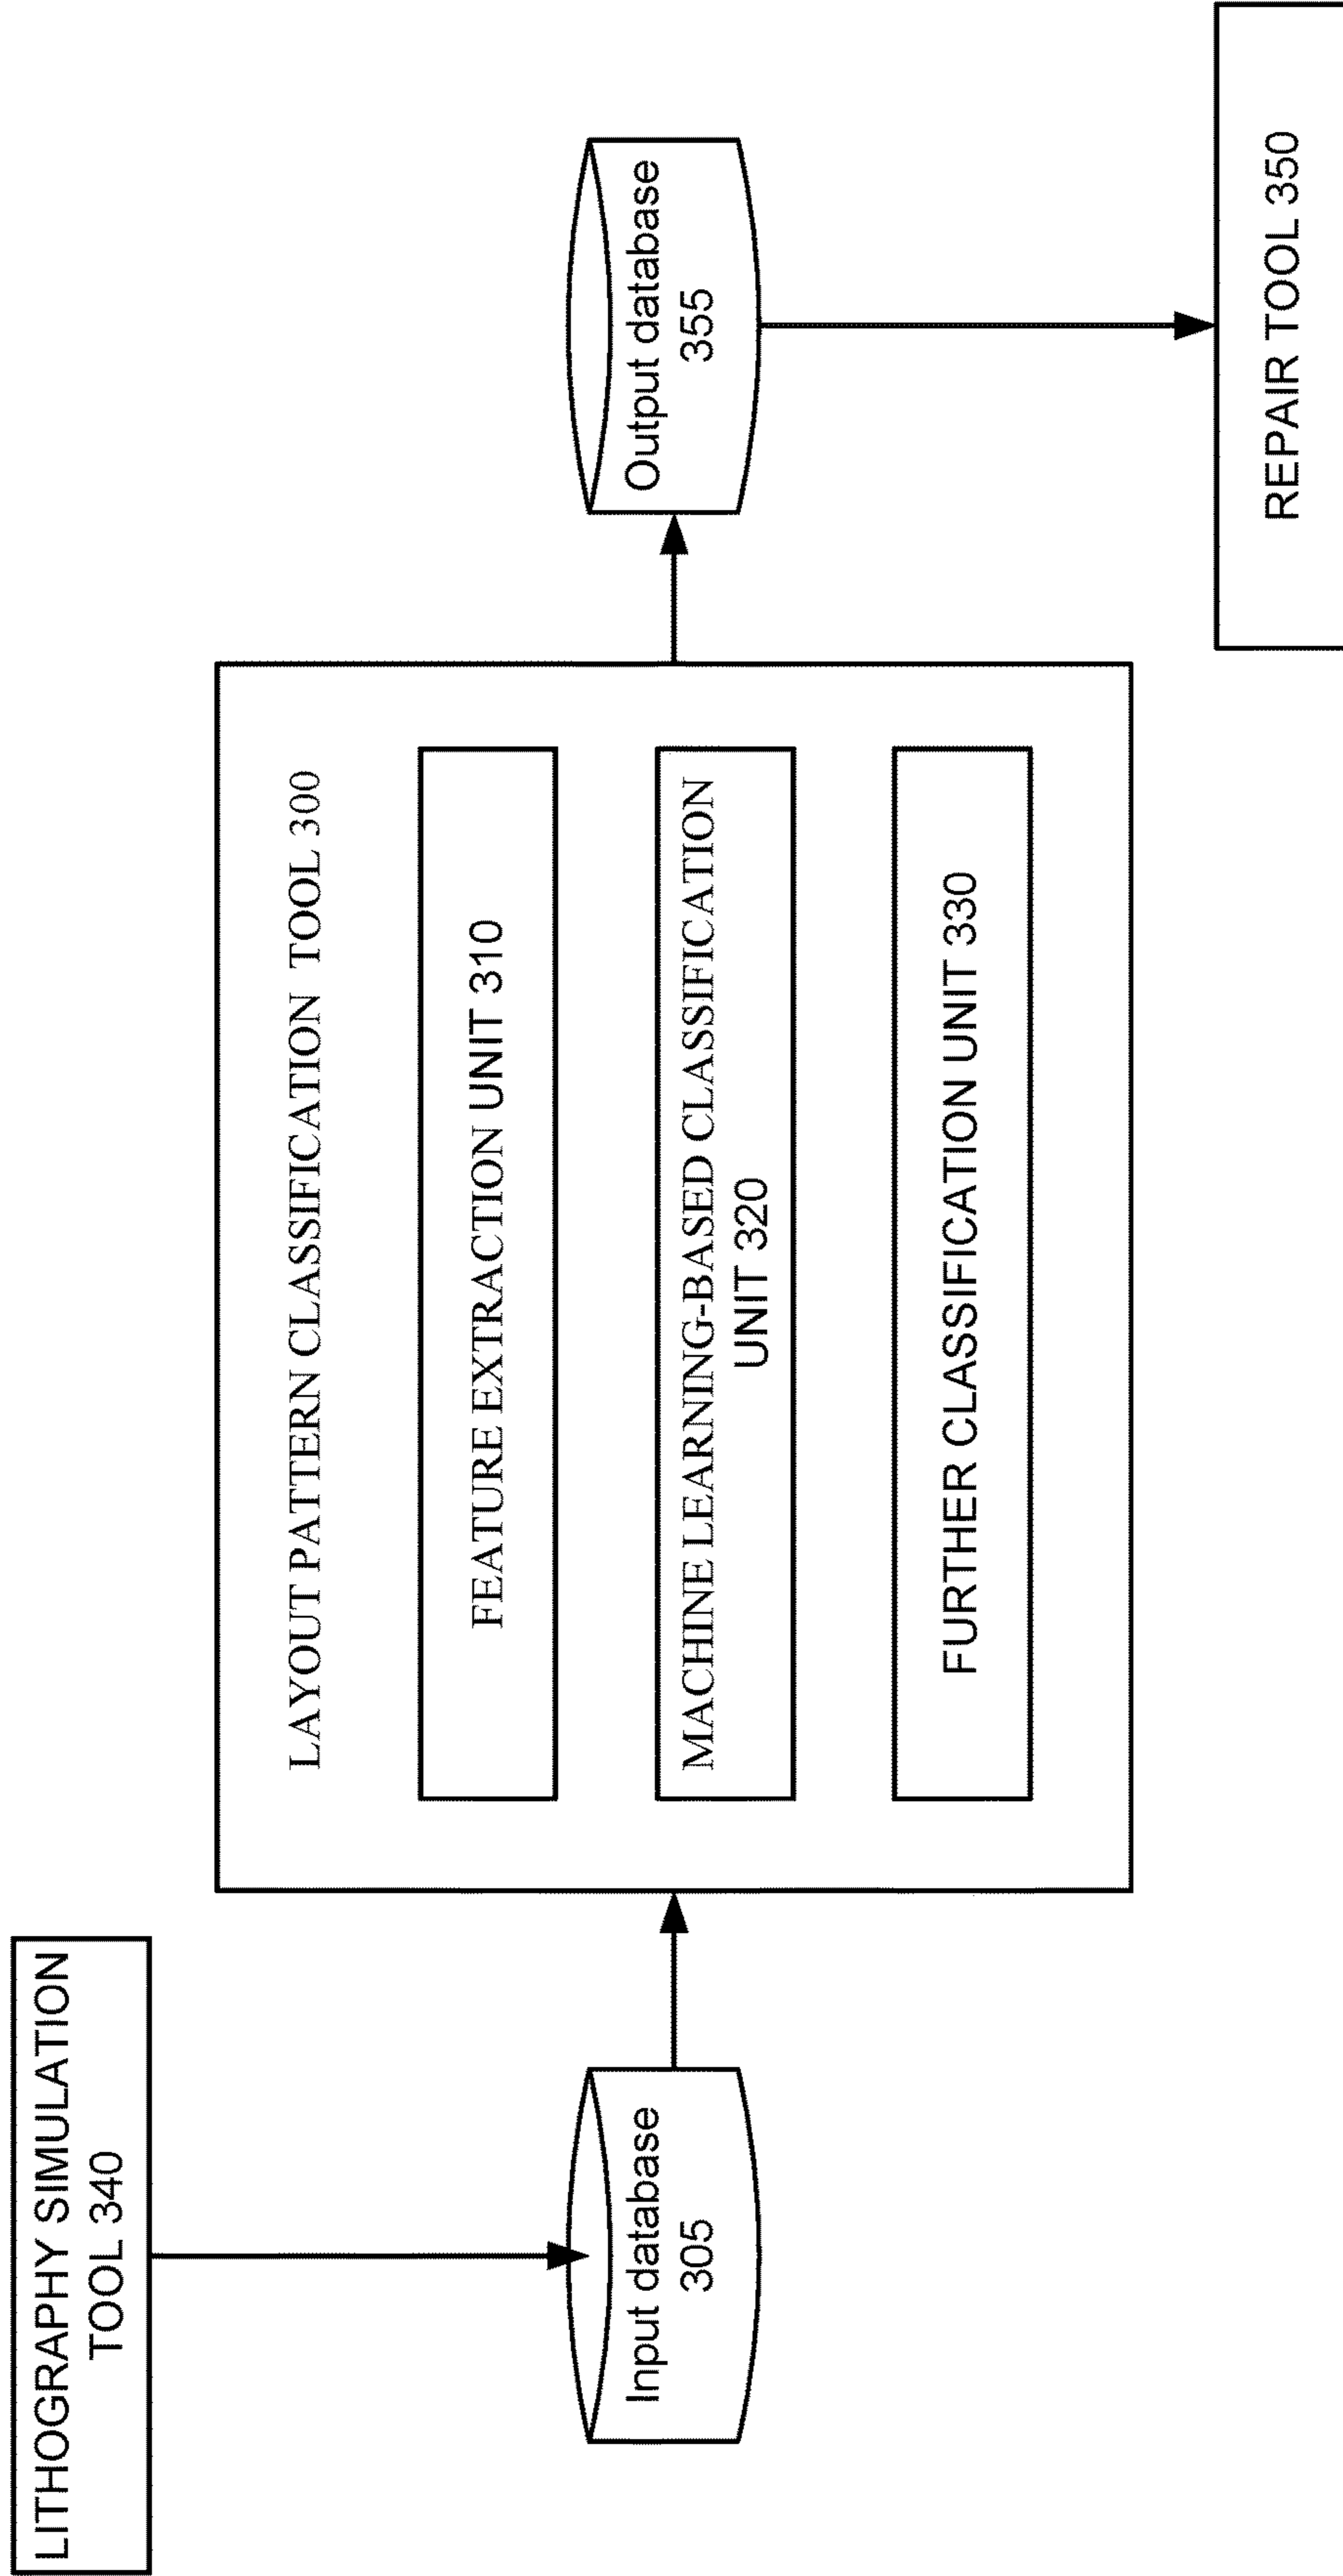 LITHOGRAPHY SIMULATION
TOOL 340
Input database
305
LAYOUT PATTERN CLASSIFICATION TOOL 300
FEATURE EXTRACTION UNIT 310
MACHINE LEARNING-BASED CLASSIFICATION
UNIT 320
FURTHER CLASSIFICATION UNIT 330
Output database
355
REPAIR TOOL 350